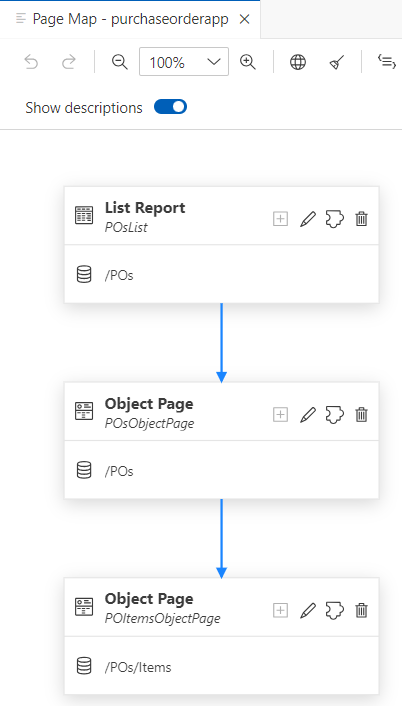 Page Map - purchaseorderapp
100%
Show descriptions
List Report
POsList
/POs
Object Page
POsObjectPage
/POs
Object Page
POItemsObjectPage
/POs/Items